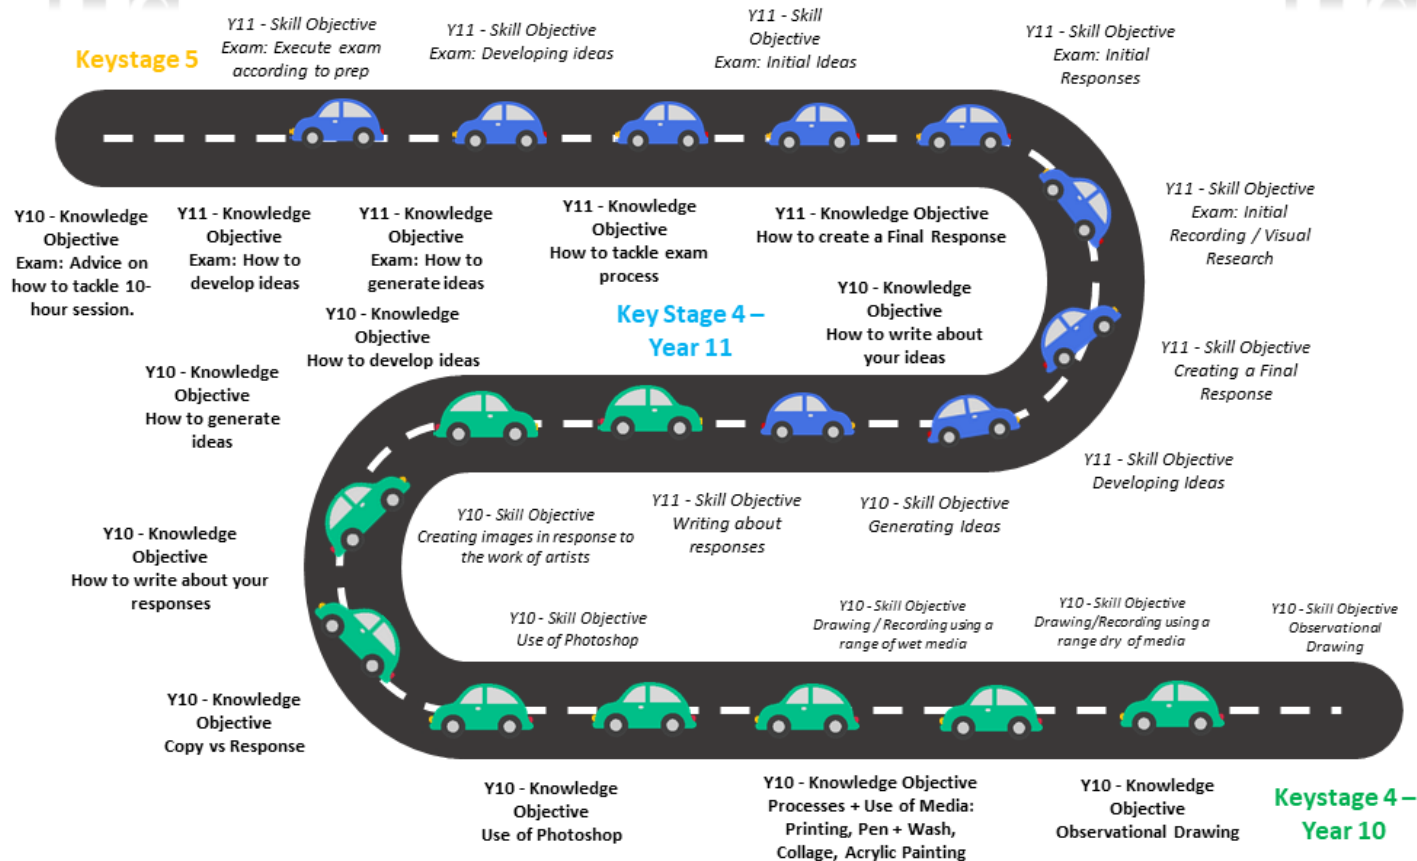 Keystage 5
Y11 - Skill Objective
Exam: Execute exam
according to prep
Y11 - Skill Objective
Exam: Developing ideas
Y11 - Skill
Objective
Exam: Initial Ideas
Y11 - Skill Objective
Exam: Initial
Responses
Y11 - Skill Objective
Exam: Initial
Recording / Visual
Research
Y10 - Knowledge
Objective
Exam: Advice on
how to tackle 10-
hour session.
Y11 - Knowledge
Objective
Exam: How to
develop ideas
Y11 - Knowledge
Objective
Exam: How to
generate ideas
Y11 - Knowledge
Objective
How to tackle exam
process
Y11 - Knowledge Objective
How to create a Final Response
Y10 - Knowledge
Objective
How to develop ideas
Key Stage 4 –
Year 11
Y10 - Knowledge
Objective
How to write about
your ideas
Y11 - Skill Objective
Creating a Final
Response
Y10 - Knowledge
Objective
How to generate
ideas
Y11 - Skill Objective
Developing Ideas
Y10 - Skill Objective
Creating images in response to
the work of artists
Y11 - Skill Objective
Writing about
responses
Y10 - Skill Objective
Generating Ideas
Y10 - Knowledge
Objective
How to write about your
responses
Y10 - Skill Objective
Use of Photoshop
Y10 - Skill Objective
Drawing / Recording using a
range of wet media
Y10 - Skill Objective
Drawing/Recording using a
range dry of media
Y10 - Skill Objective
Observational
Drawing
Y10 - Knowledge
Objective
Copy vs Response
Y10 - Knowledge
Objective
Use of Photoshop
Y10 - Knowledge Objective
Processes + Use of Media:
Printing, Pen + Wash,
Collage, Acrylic Painting
Y10 - Knowledge
Objective
Observational Drawing
Keystage 4 –
Year 10